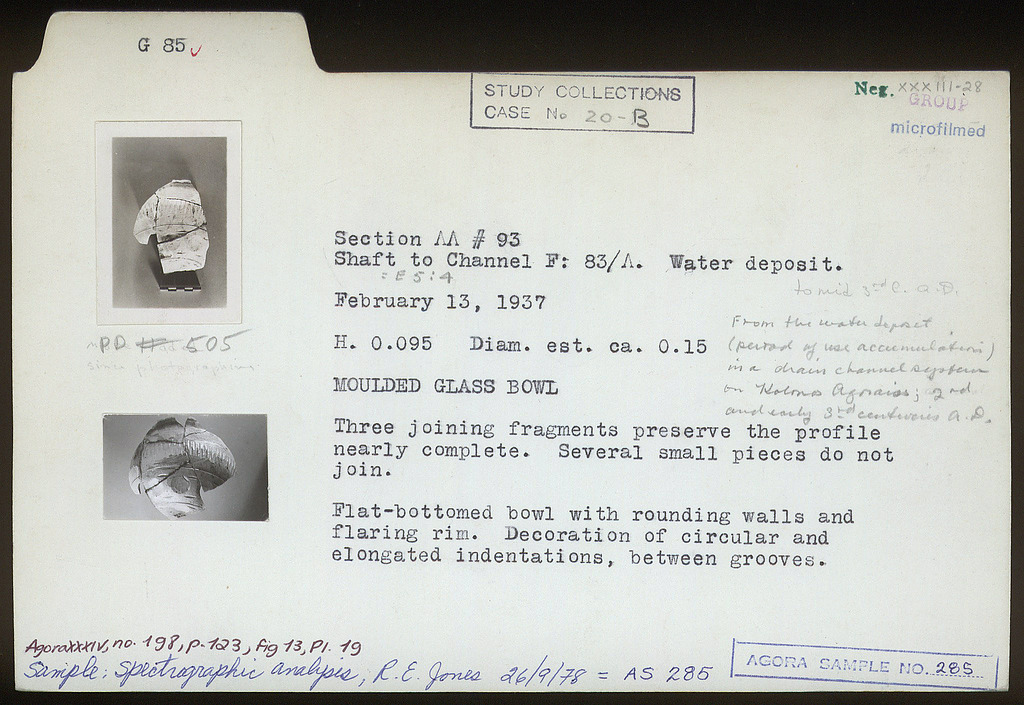 G 85 ✓
STUDY COLLECTIONS
CASE No 20-B
Neg. XXXIII-28
GROUP
microfilmed
Section ΛΛ # 93
Shaft to Channel F: 83/Λ. Water deposit.
= E 5:4
to mid 3rd C. A.D.
February 13, 1937
H. 0.095 Diam. est. ca. 0.15
From the water deposit
(period of use accumulation)
in a drain channel system
on Kolonos Agoraios; 2nd
and early 3rd centuries A.D.
PD # 505
since photographed
MOULDED GLASS BOWL
Three joining fragments preserve the profile
nearly complete. Several small pieces do not
join.
Flat-bottomed bowl with rounding walls and
flaring rim. Decoration of circular and
elongated indentations, between grooves.
Agora XXXIV, no. 198, p. 123, Fig 13, Pl. 19
Sample: Spectrographic analysis, R.E. Jones 26/9/78 = AS 285
AGORA SAMPLE NO. 285